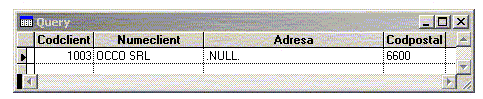 Query
Codclient Numeclient Adresa Codpostal
1003 OCCO SRL .NULL. 6600